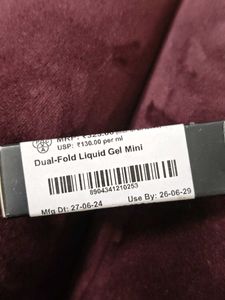 USP: ₹130.00 per ml
Dual-Fold Liquid Gel Mini
8904341210253
Mfg Dt: 27-06-24 Use By: 26-06-29